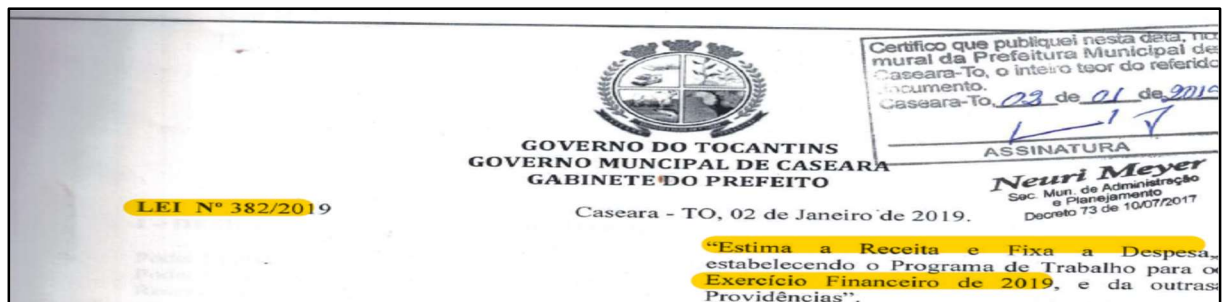 Certifico que publiquei nesta data, no
mural da Prefeitura Municipal de
Caseara-To, o inteiro teor do referido
documento.
Caseara-To, 02 de 01 de 2019
ASSINATURA
Neuri Meyer
Sec. Mun. de Administração
e Planejamento
Decreto 73 de 10/07/2017
GOVERNO DO TOCANTINS
GOVERNO MUNCIPAL DE CASEARA
GABINETE DO PREFEITO
LEI Nº 382/2019
Caseara - TO, 02 de Janeiro de 2019.
“Estima a Receita e Fixa a Despesa,
estabelecendo o Programa de Trabalho para o
Exercício Financeiro de 2019, e da outras
Providências”.